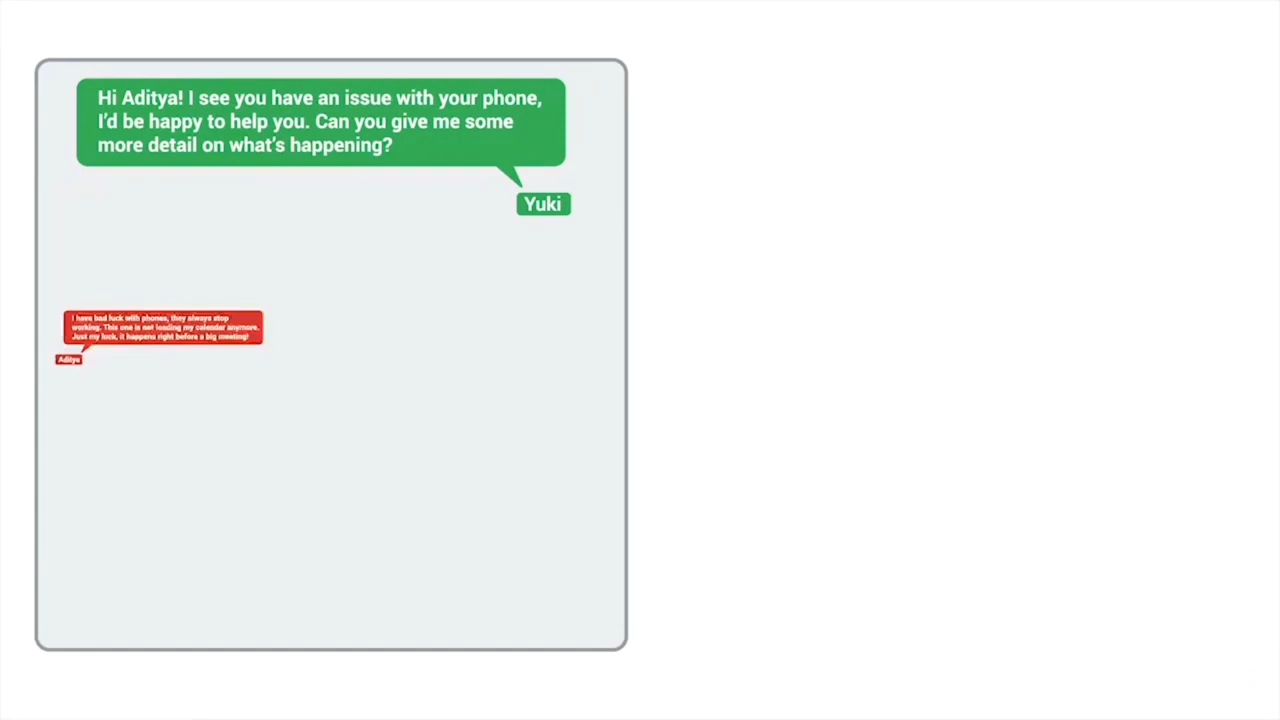 Hi Aditya! I see you have an issue with your phone,
I'd be happy to help you. Can you give me some
more detail on what's happening?
Yuki
I have bad luck with phones, they always stop
working. This one is not loading my calendar anymore.
Just my luck, it happens right before a big meeting!
Aditya